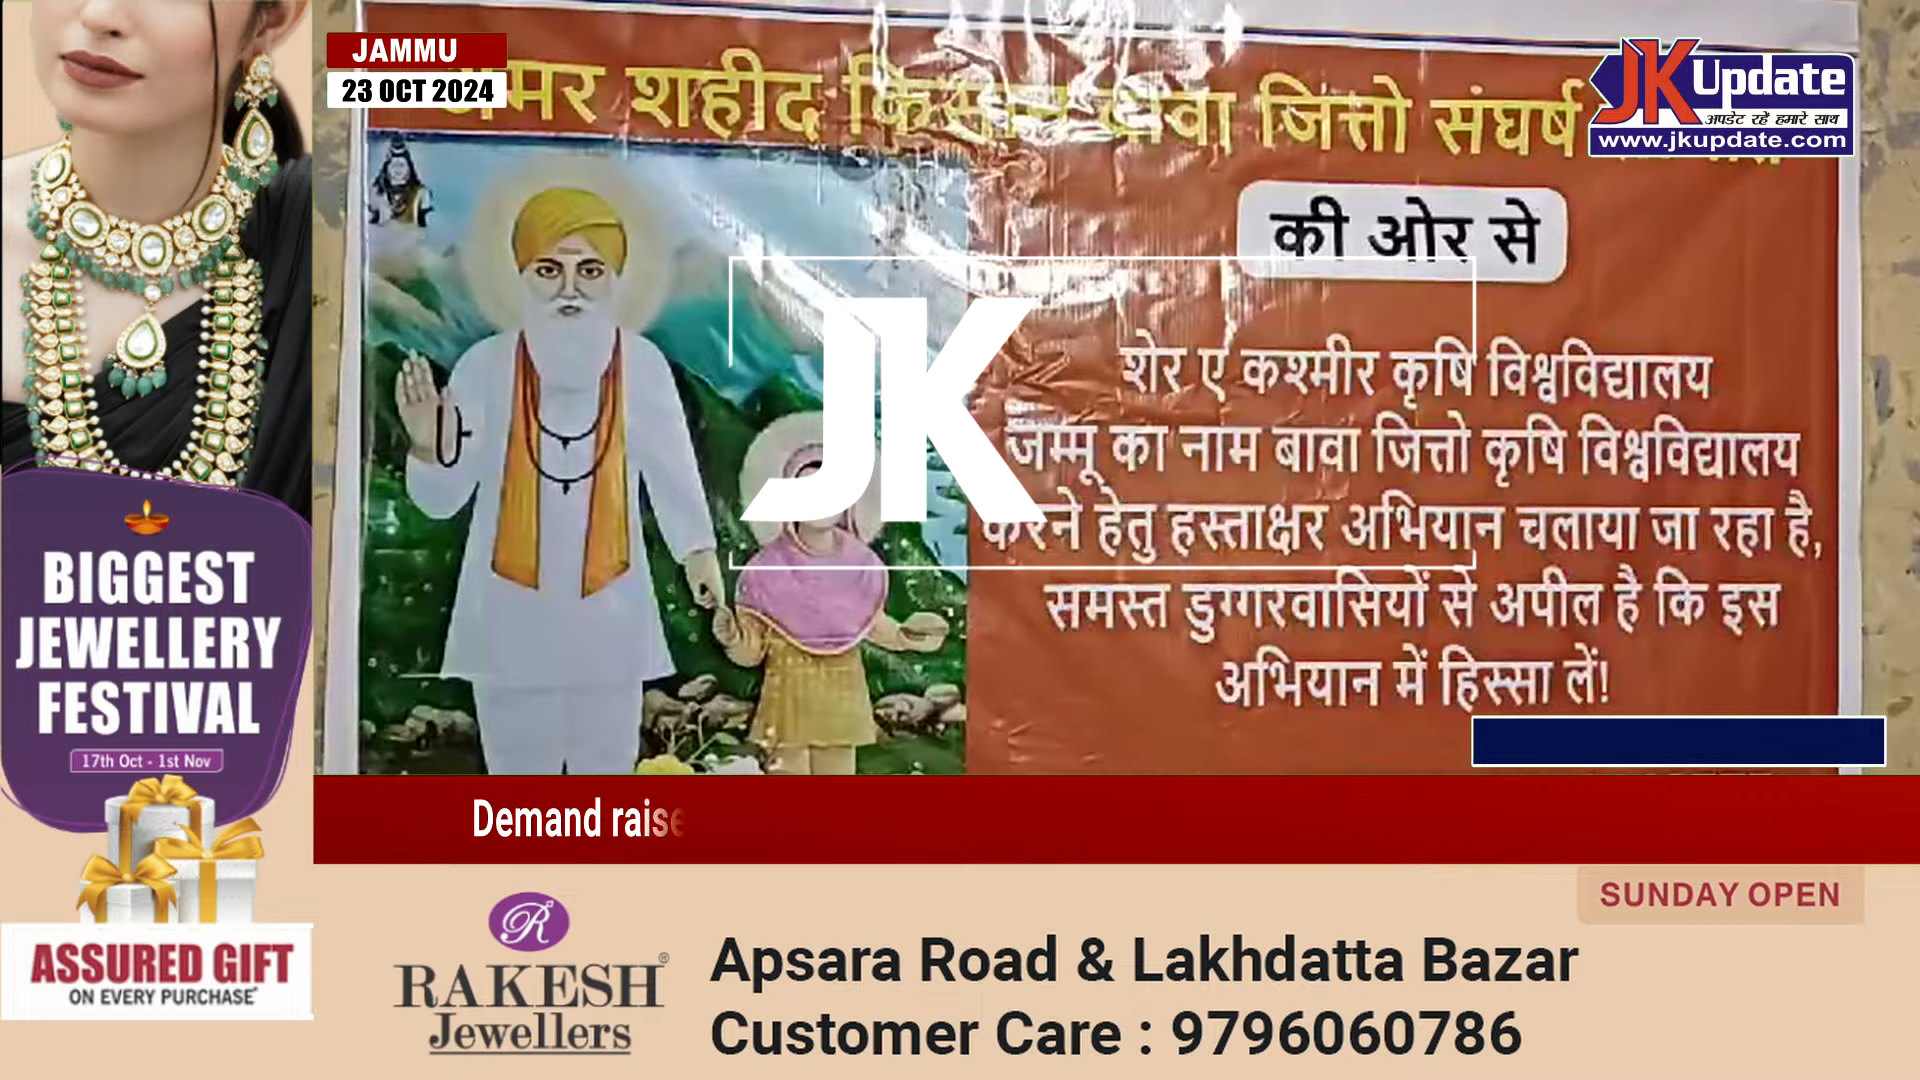 JAMMU
23 OCT 2024
शहीद बावा जित्तो संघर्ष
JK Update
अपडेट रहें हमारे साथ
www.jkupdate.com
की ओर से
JK
शेर ए कश्मीर कृषि विश्वविद्यालय
जम्मू का नाम बावा जित्तो कृषि विश्वविद्यालय
करने हेतु हस्ताक्षर अभियान चलाया जा रहा है,
समस्त डुग्गरवासियों से अपील है कि इस
अभियान में हिस्सा लें!
Demand raise
BIGGEST
JEWELLERY
FESTIVAL
17th Oct - 1st Nov
ASSURED GIFT
ON EVERY PURCHASE*
R
RAKESH®
Jewellers
SUNDAY OPEN
Apsara Road & Lakhdatta Bazar
Customer Care : 9796060786